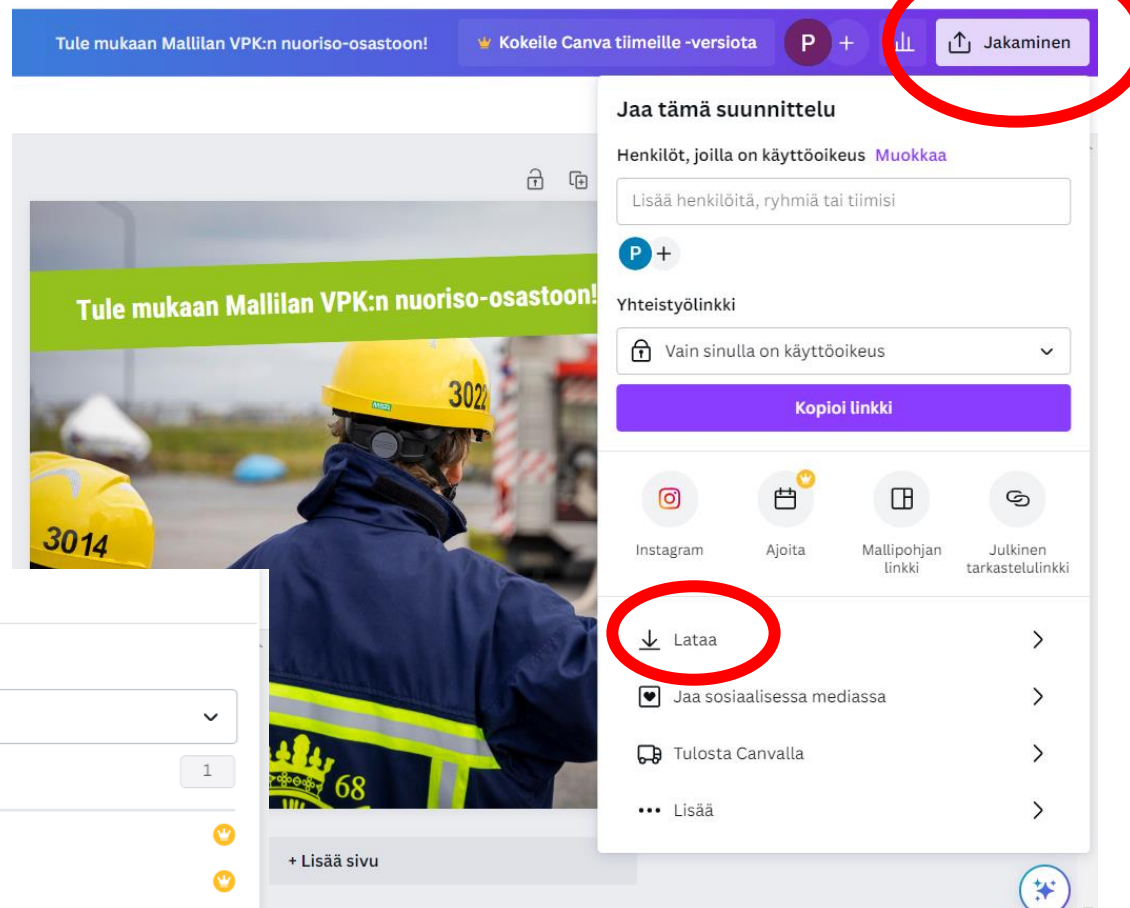 Tule mukaan Mallilan VPK:n nuoriso-osastoon!
Kokeile Canva tiimeille -versiota
P
+
Jakaminen
Jaa tämä suunnittelu
Henkilöt, joilla on käyttöoikeus Muokkaa
Lisää henkilöitä, ryhmiä tai tiimisi
P +
Yhteistyölinkki
Vain sinulla on käyttöoikeus
Kopioi linkki
Instagram
Ajoita
Mallipohjan
linkki
Julkinen
tarkastelulinkki
Lataa
Jaa sosiaalisessa mediassa
Tulosta Canvalla
Lisää
Tule mukaan Mallilan VPK:n nuoriso-osastoon!
3022
MSA
3014
68
1
+ Lisää sivu